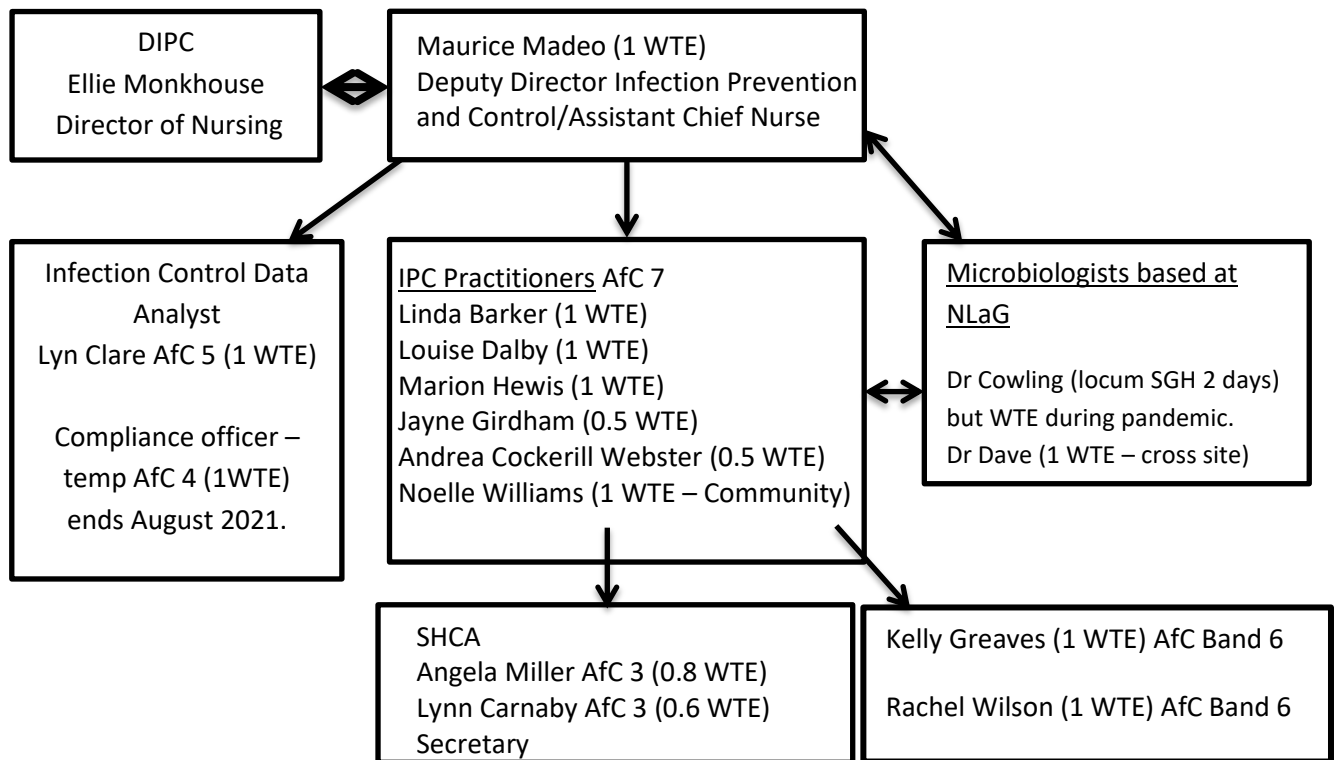 DIPC
Ellie Monkhouse
Director of Nursing
Maurice Madeo (1 WTE)
Deputy Director Infection Prevention
and Control/Assistant Chief Nurse
Infection Control Data
Analyst
Lyn Clare AfC 5 (1 WTE)
Compliance officer –
temp AfC 4 (1WTE)
ends August 2021.
IPC Practitioners AfC 7
Linda Barker (1 WTE)
Louise Dalby (1 WTE)
Marion Hewis (1 WTE)
Jayne Girdham (0.5 WTE)
Andrea Cockerill Webster (0.5 WTE)
Noelle Williams (1 WTE – Community)
Microbiologists based at
NLaG
Dr Cowling (locum SGH 2 days)
but WTE during pandemic.
Dr Dave (1 WTE – cross site)
SHCA
Angela Miller AfC 3 (0.8 WTE)
Lynn Carnaby AfC 3 (0.6 WTE)
Secretary
Kelly Greaves (1 WTE) AfC Band 6
Rachel Wilson (1 WTE) AfC Band 6